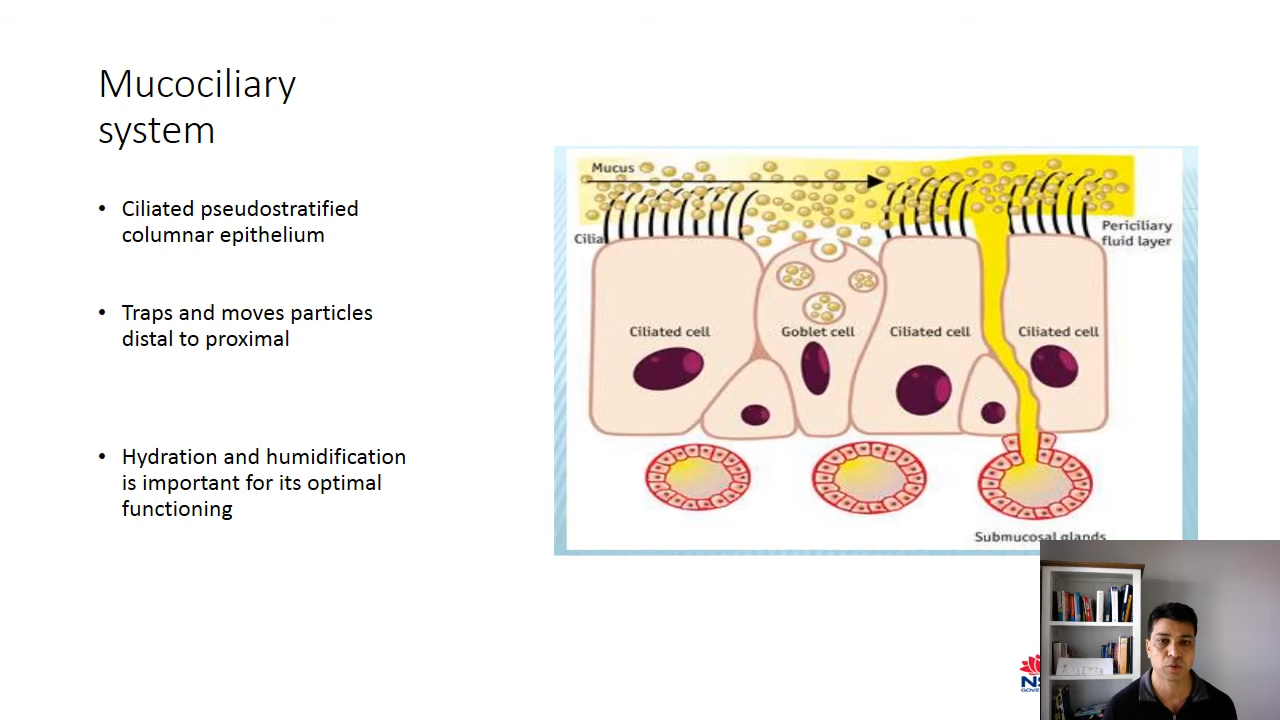 Mucociliary
system
• Ciliated pseudostratified
columnar epithelium
• Traps and moves particles
distal to proximal
• Hydration and humidification
is important for its optimal
functioning
Mucus
Cilia
Periciliary
fluid layer
Ciliated cell
Goblet cell
Ciliated cell
Ciliated cell
Submucosal glands